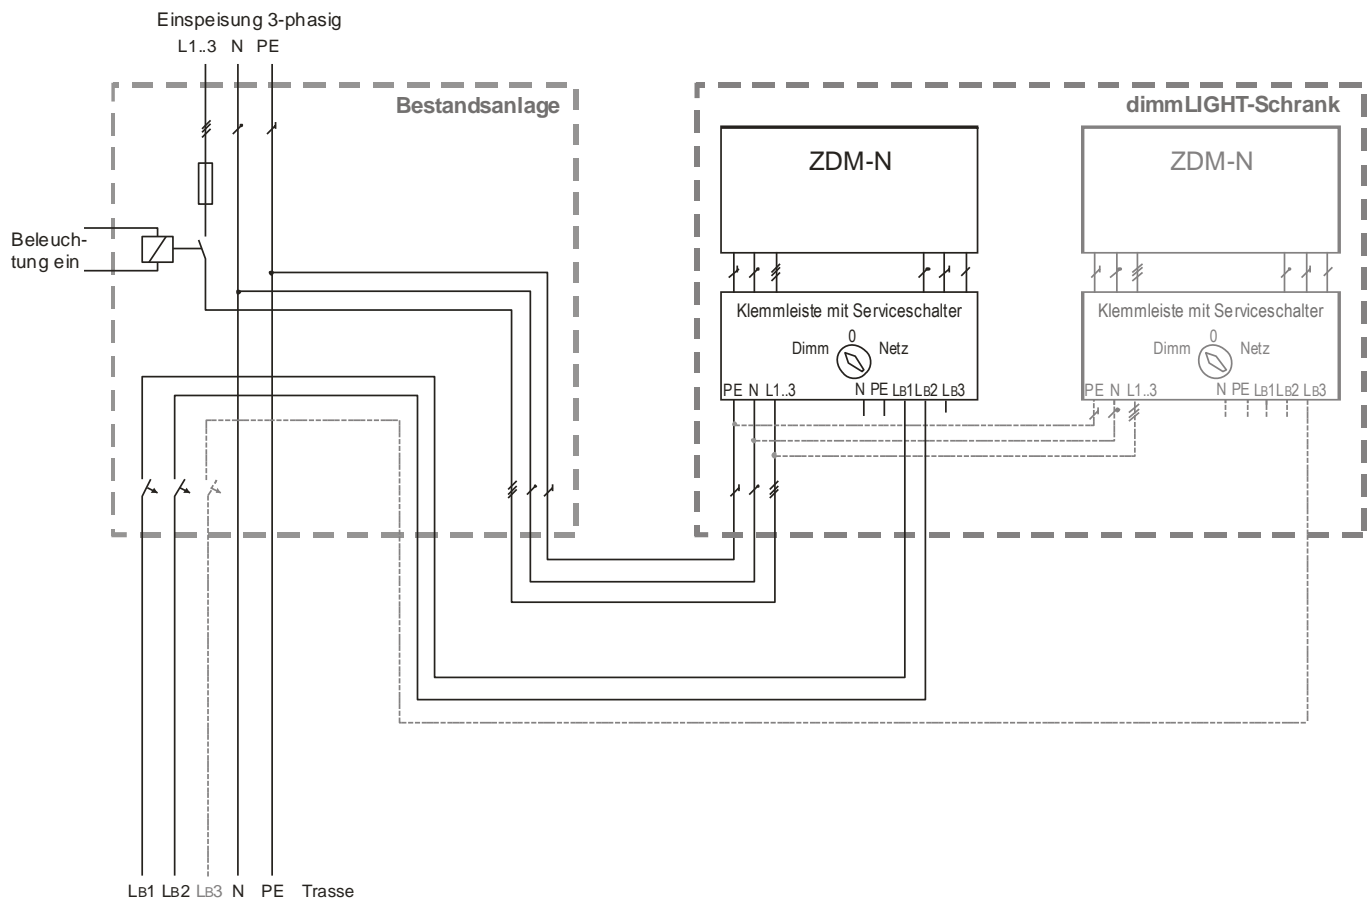 Einspeisung 3-phasig
L1..3 N PE
Bestandsanlage
dimmLIGHT-Schrank
ZDM-N
ZDM-N
Beleuch-
tung ein
Klemmleiste mit Serviceschalter
0
Dimm Netz
PE N L1..3 N PE LB1 LB2 LB3
Klemmleiste mit Serviceschalter
0
Dimm Netz
PE N L1..3 N PE LB1 LB2 LB3
LB1 LB2 LB3 N PE Trasse